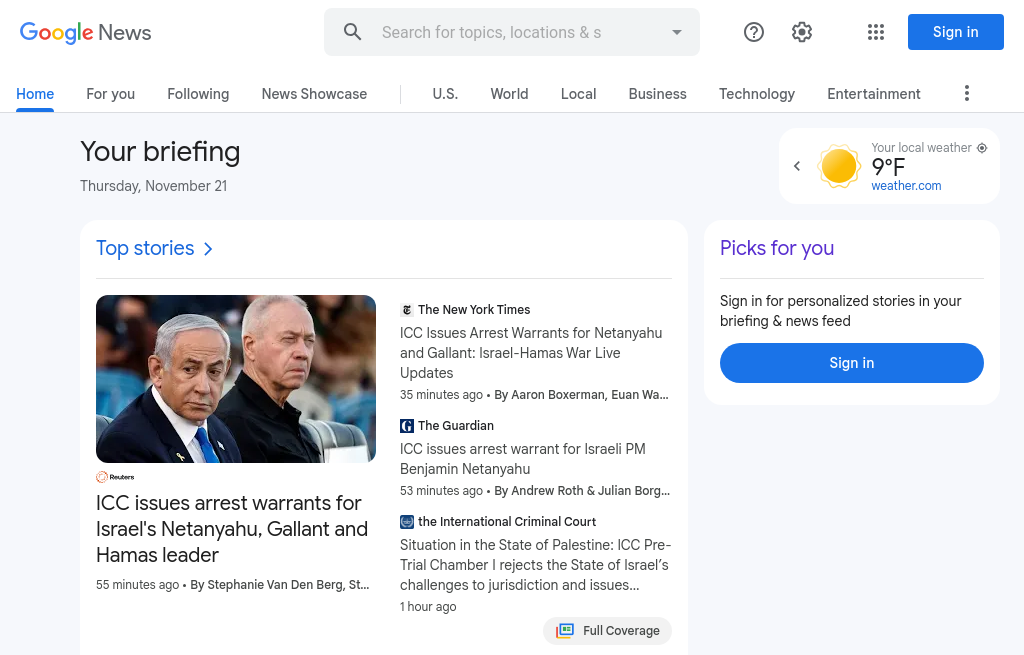 Google News
Search for topics, locations & s
Sign in
Home
For you
Following
News Showcase
U.S.
World
Local
Business
Technology
Entertainment
Your briefing
Thursday, November 21
Your local weather
9°F
weather.com
Top stories
Reuters
ICC issues arrest warrants for
Israel's Netanyahu, Gallant and
Hamas leader
55 minutes ago • By Stephanie Van Den Berg, St...
The New York Times
ICC Issues Arrest Warrants for Netanyahu
and Gallant: Israel-Hamas War Live
Updates
35 minutes ago • By Aaron Boxerman, Euan Wa...
The Guardian
ICC issues arrest warrant for Israeli PM
Benjamin Netanyahu
53 minutes ago • By Andrew Roth & Julian Borg...
the International Criminal Court
Situation in the State of Palestine: ICC Pre-
Trial Chamber I rejects the State of Israel’s
challenges to jurisdiction and issues...
1 hour ago
Full Coverage
Picks for you
Sign in for personalized stories in your
briefing & news feed
Sign in